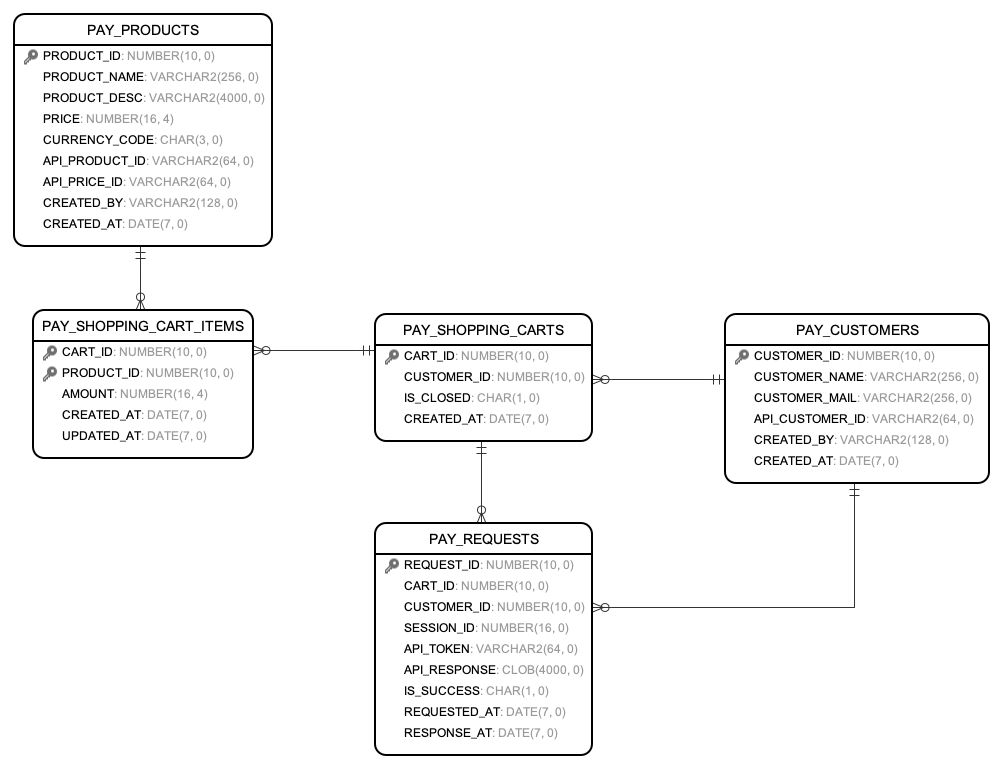 PAY_PRODUCTS
PRODUCT_ID: NUMBER(10, 0)
PRODUCT_NAME: VARCHAR2(256, 0)
PRODUCT_DESC: VARCHAR2(4000, 0)
PRICE: NUMBER(16, 4)
CURRENCY_CODE: CHAR(3, 0)
API_PRODUCT_ID: VARCHAR2(64, 0)
API_PRICE_ID: VARCHAR2(64, 0)
CREATED_BY: VARCHAR2(128, 0)
CREATED_AT: DATE(7, 0)
PAY_SHOPPING_CART_ITEMS
CART_ID: NUMBER(10, 0)
PRODUCT_ID: NUMBER(10, 0)
AMOUNT: NUMBER(16, 4)
CREATED_AT: DATE(7, 0)
UPDATED_AT: DATE(7, 0)
PAY_SHOPPING_CARTS
CART_ID: NUMBER(10, 0)
CUSTOMER_ID: NUMBER(10, 0)
IS_CLOSED: CHAR(1, 0)
CREATED_AT: DATE(7, 0)
PAY_CUSTOMERS
CUSTOMER_ID: NUMBER(10, 0)
CUSTOMER_NAME: VARCHAR2(256, 0)
CUSTOMER_MAIL: VARCHAR2(256, 0)
API_CUSTOMER_ID: VARCHAR2(64, 0)
CREATED_BY: VARCHAR2(128, 0)
CREATED_AT: DATE(7, 0)
PAY_REQUESTS
REQUEST_ID: NUMBER(10, 0)
CART_ID: NUMBER(10, 0)
CUSTOMER_ID: NUMBER(10, 0)
SESSION_ID: NUMBER(16, 0)
API_TOKEN: VARCHAR2(64, 0)
API_RESPONSE: CLOB(4000, 0)
IS_SUCCESS: CHAR(1, 0)
REQUESTED_AT: DATE(7, 0)
RESPONSE_AT: DATE(7, 0)